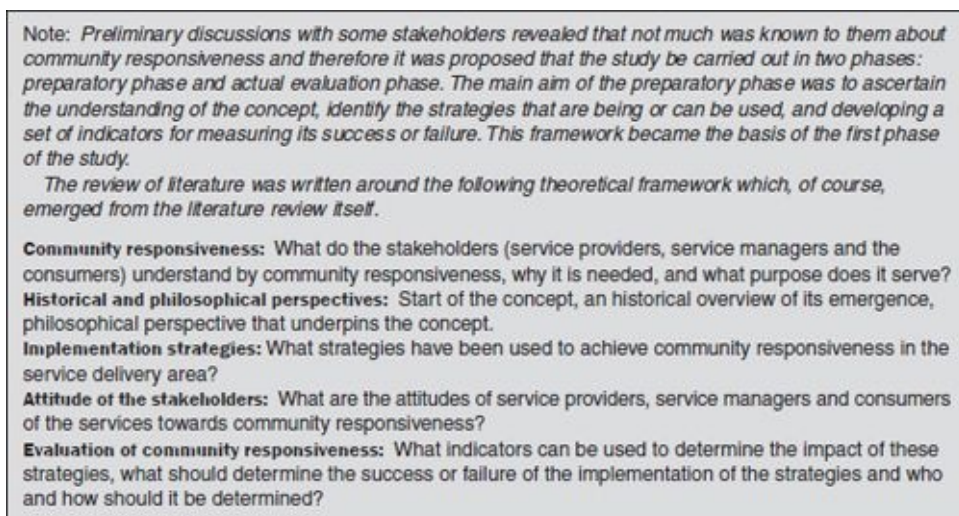 Note: Preliminary discussions with some stakeholders revealed that not much was known to them about
community responsiveness and therefore it was proposed that the study be carried out in two phases:
preparatory phase and actual evaluation phase. The main aim of the preparatory phase was to ascertain
the understanding of the concept, identify the strategies that are being or can be used, and developing a
set of indicators for measuring its success or failure. This framework became the basis of the first phase
of the study.
The review of literature was written around the following theoretical framework which, of course,
emerged from the literature review itself.
Community responsiveness: What do the stakeholders (service providers, service managers and the
consumers) understand by community responsiveness, why it is needed, and what purpose does it serve?
Historical and philosophical perspectives: Start of the concept, an historical overview of its emergence,
philosophical perspective that underpins the concept.
Implementation strategies: What strategies have been used to achieve community responsiveness in the
service delivery area?
Attitude of the stakeholders: What are the attitudes of service providers, service managers and consumers
of the services towards community responsiveness?
Evaluation of community responsiveness: What indicators can be used to determine the impact of these
strategies, what should determine the success or failure of the implementation of the strategies and who
and how should it be determined?